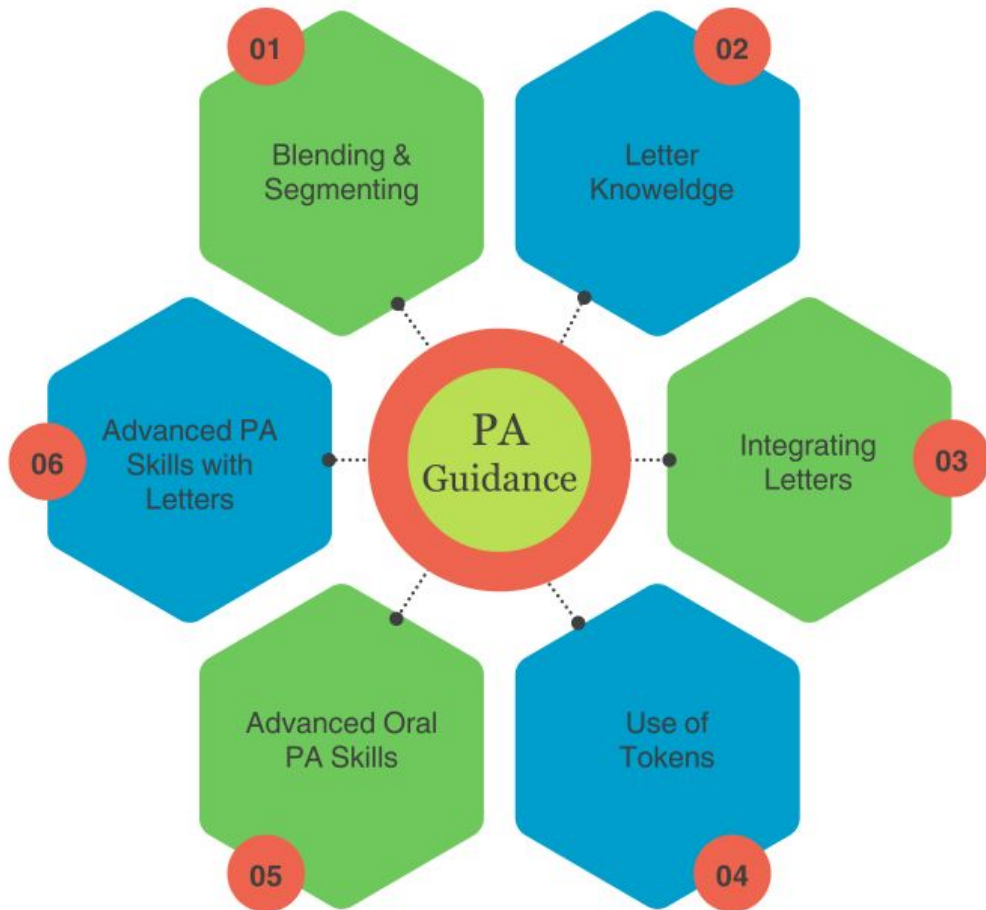 01
Blending &
Segmenting
02
Letter
Knoweldge
03
Integrating
Letters
04
Use of
Tokens
05
Advanced Oral
PA Skills
06
Advanced PA
Skills with
Letters
PA
Guidance